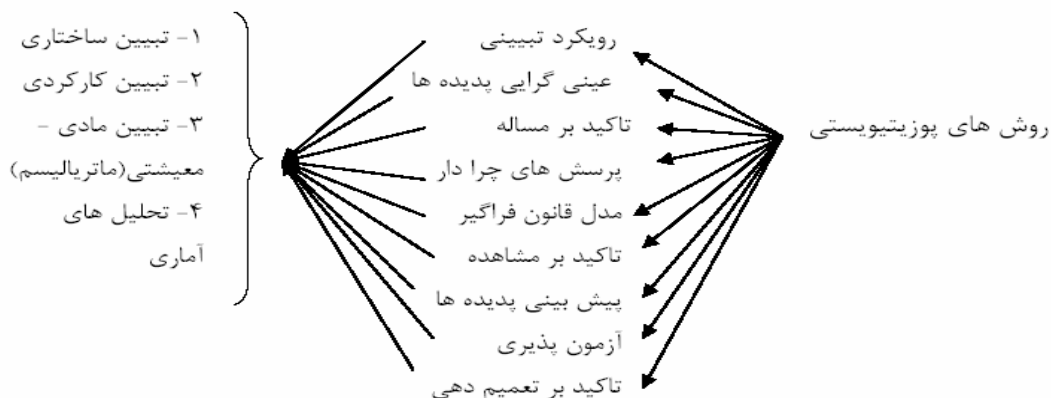 روش های پوزیتیویستی
رویکرد تبیینی
عینی گرایی پدیده ها
تاکید بر مساله
پرسش های چرا دار
مدل قانون فراگیر
تاکید بر مشاهده
پیش بینی پدیده ها
آزمون پذیری
تاکید بر تعمیم دهی
۱- تبیین ساختاری
۲- تبیین کارکردی
۳- تبیین مادی -
معیشتی(ماتریالیسم)
۴- تحلیل های
آماری